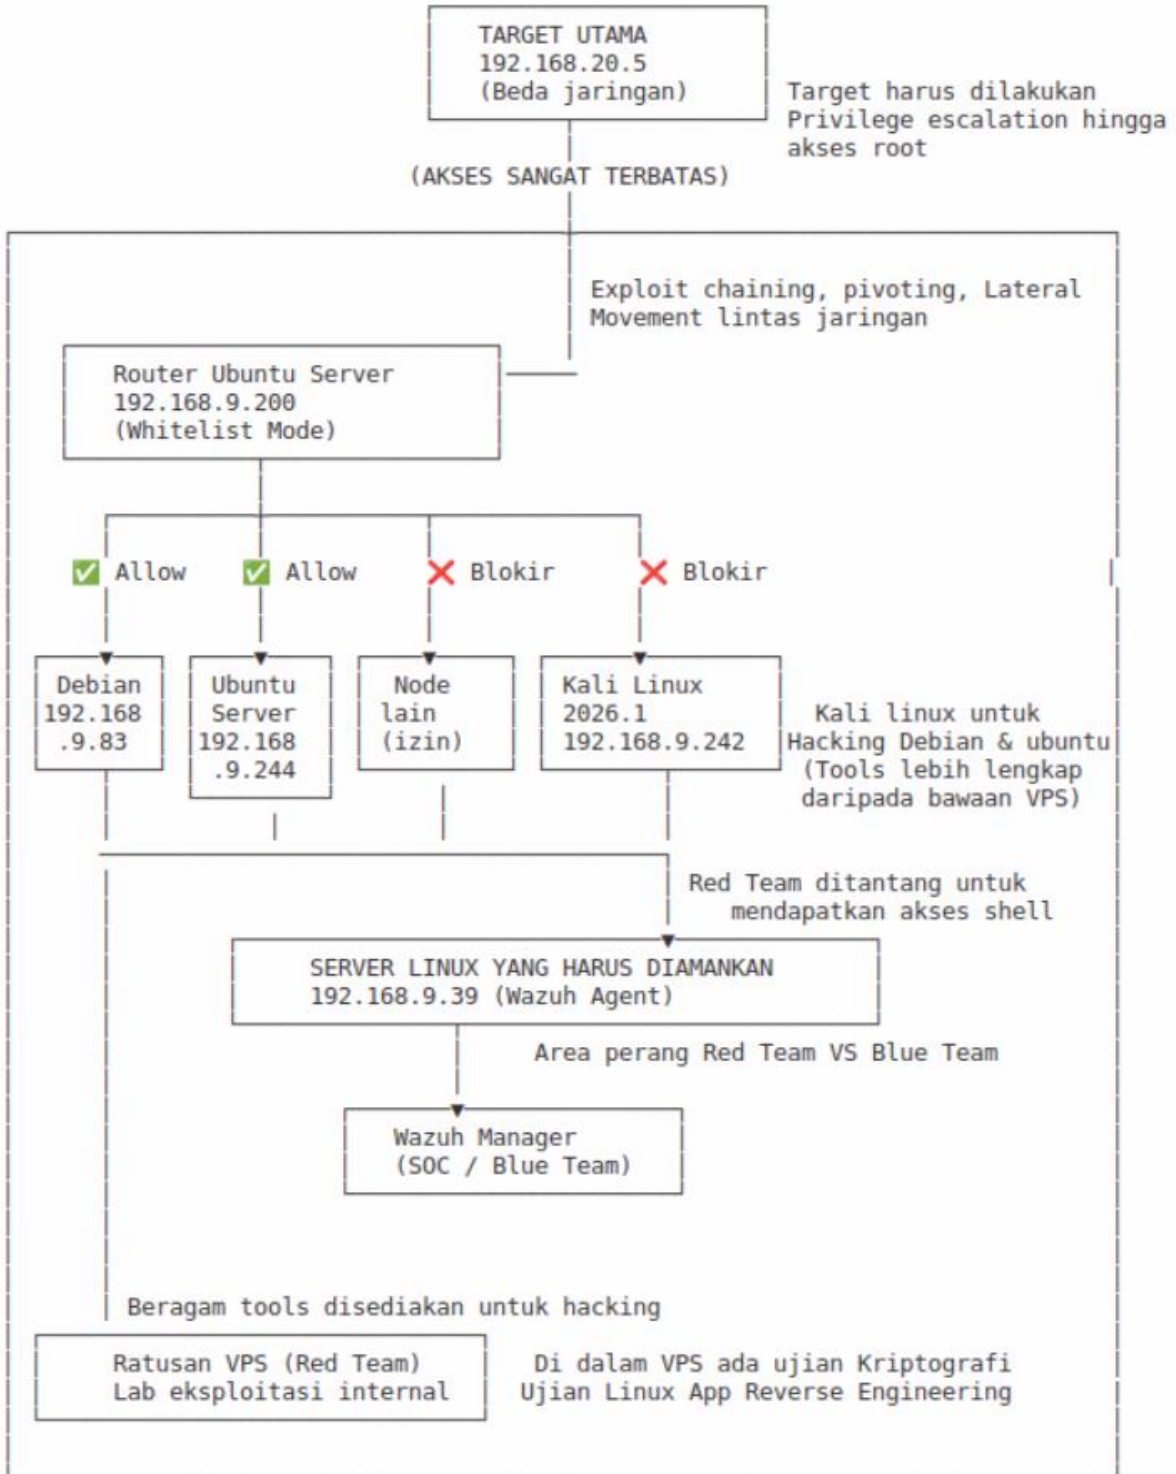 TARGET UTAMA
192.168.20.5
(Beda jaringan)
Target harus dilakukan
Privilege escalation hingga
akses root
(AKSES SANGAT TERBATAS)
Exploit chaining, pivoting, Lateral
Movement lintas jaringan
Router Ubuntu Server
192.168.9.200
(Whitelist Mode)
✅ Allow
✅ Allow
❌ Blokir
❌ Blokir
Debian
192.168
.9.83
Ubuntu
Server
192.168
.9.244
Node
lain
(izin)
Kali Linux
2026.1
192.168.9.242
Kali linux untuk
Hacking Debian & ubuntu
(Tools lebih lengkap
daripada bawaan VPS)
Red Team ditantang untuk
mendapatkan akses shell
SERVER LINUX YANG HARUS DIAMANKAN
192.168.9.39 (Wazuh Agent)
Area perang Red Team VS Blue Team
Wazuh Manager
(SOC / Blue Team)
Beragam tools disediakan untuk hacking
Ratusan VPS (Red Team)
Lab eksploitasi internal
Di dalam VPS ada ujian Kriptografi
Ujian Linux App Reverse Engineering